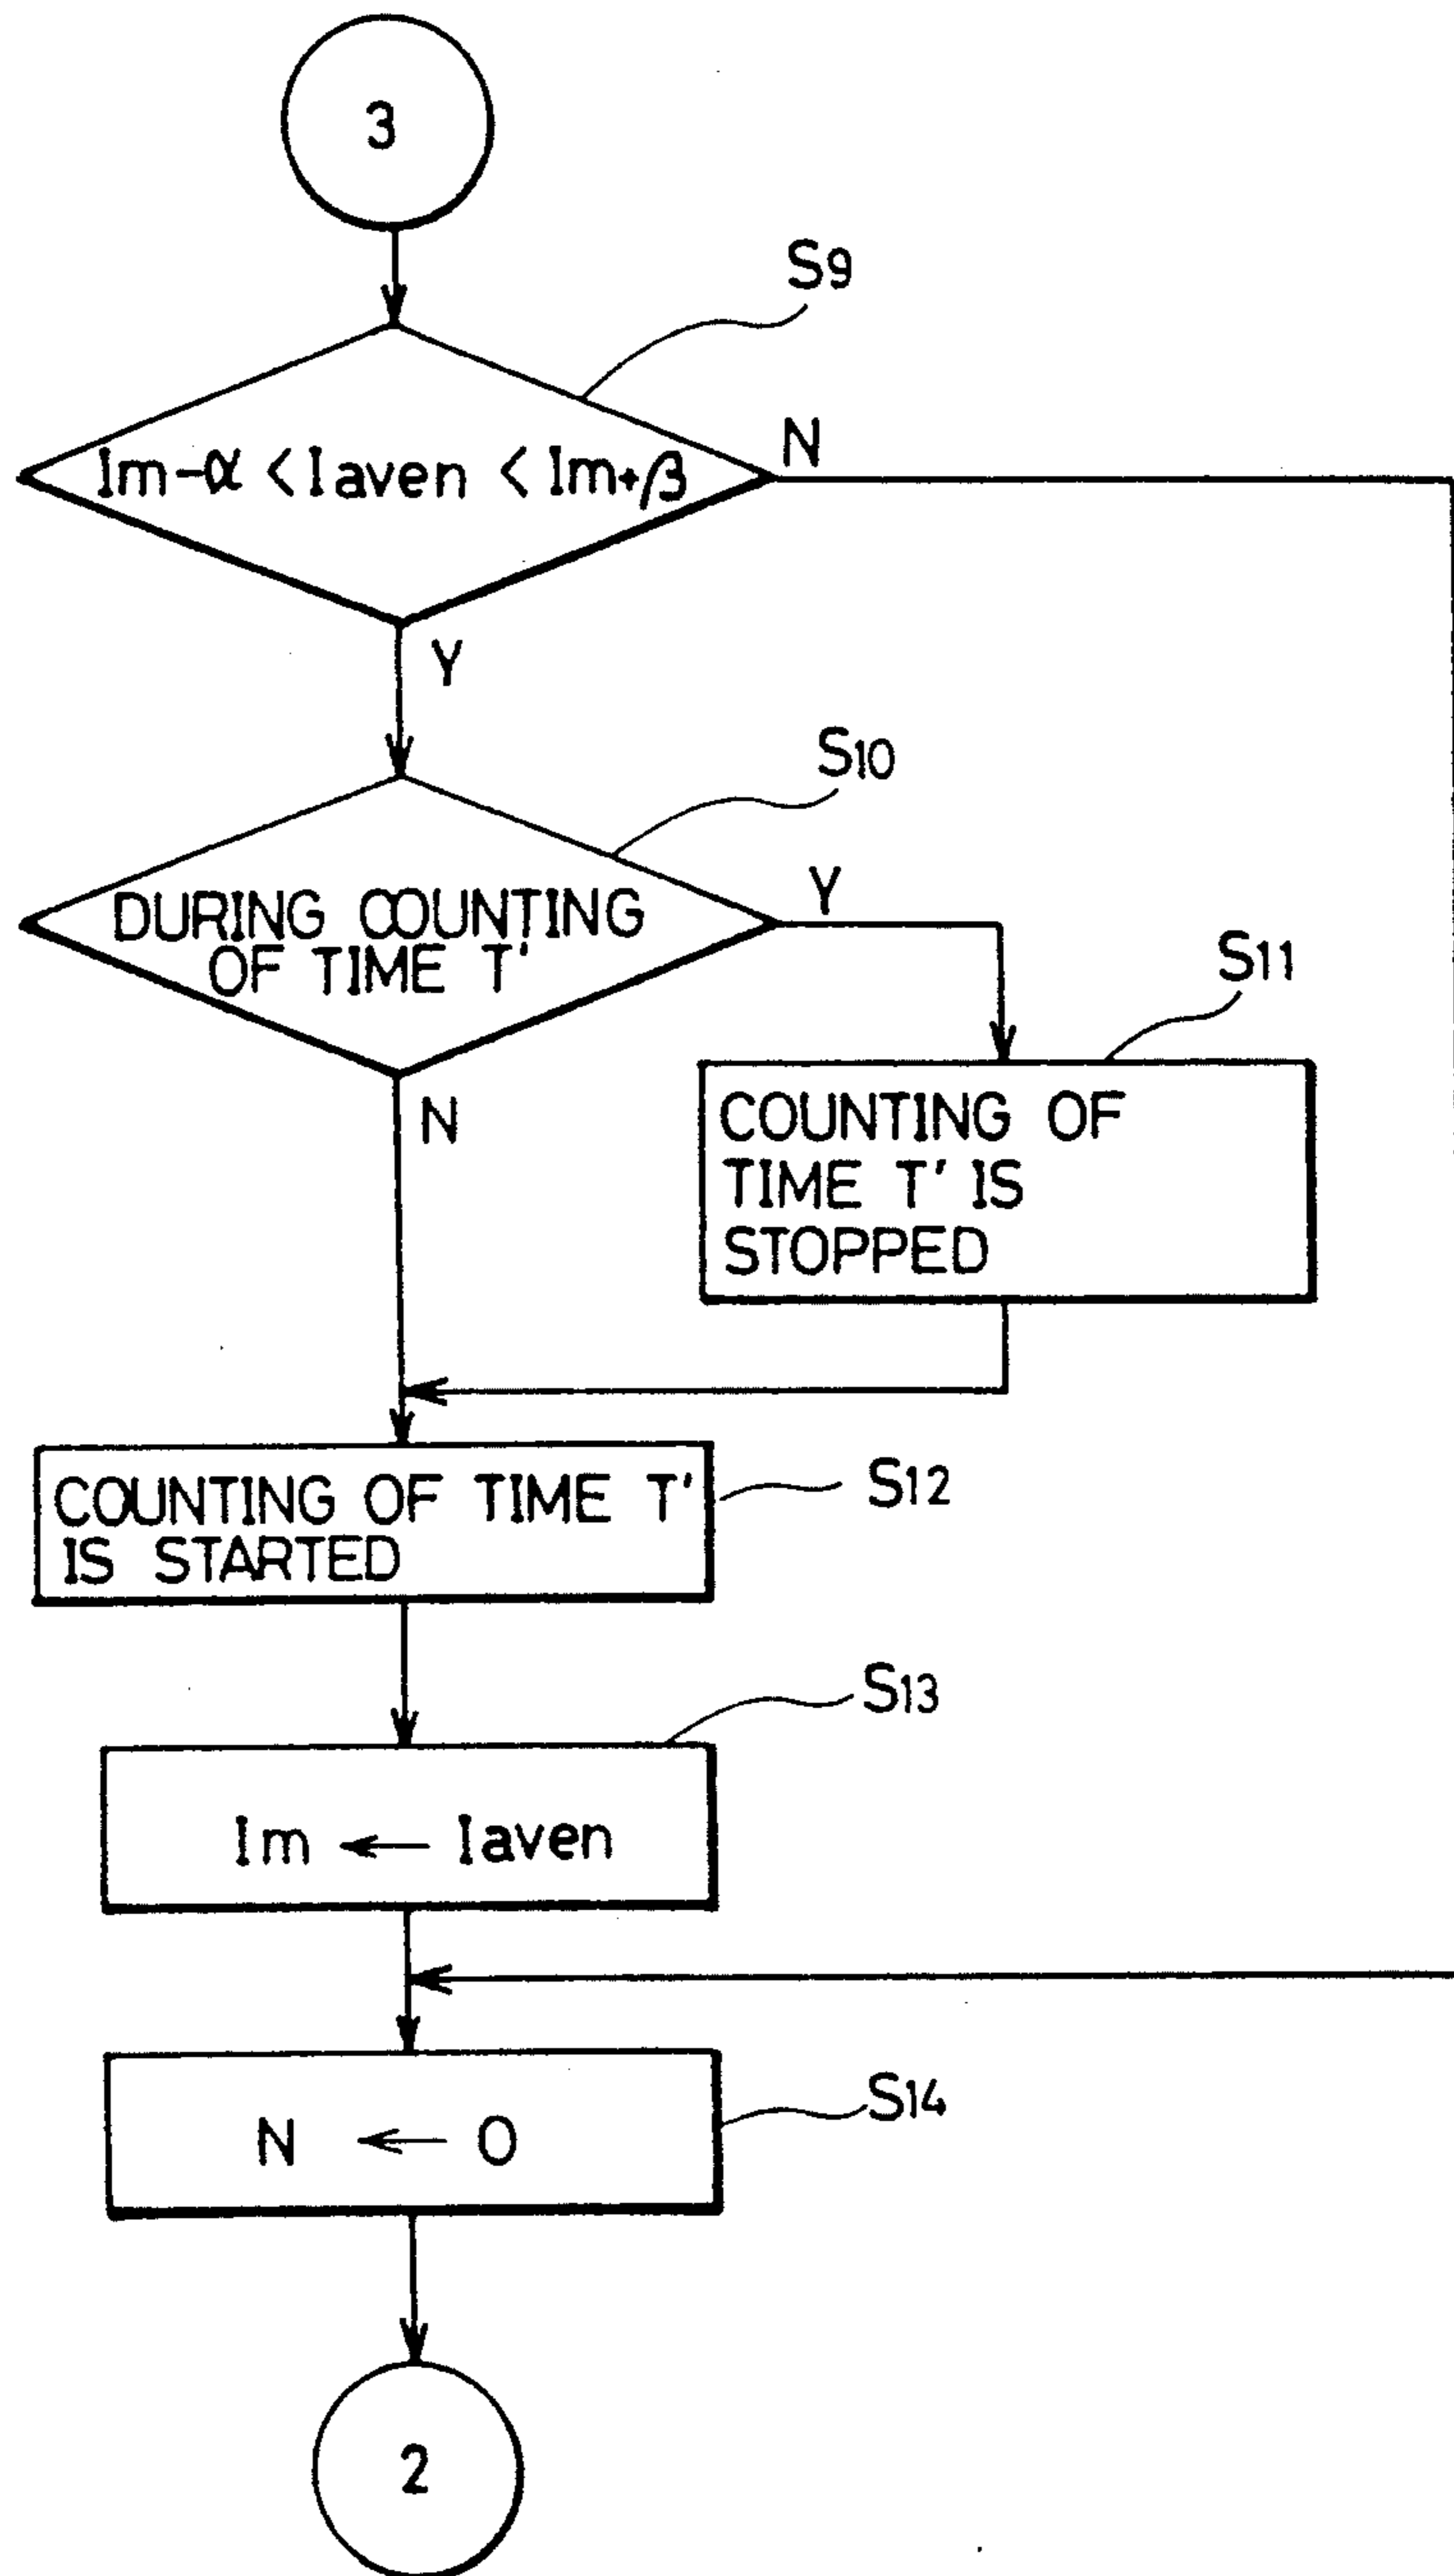 3
S9
Im-α < Iaven < Im+β
N
Y
S10
DURING COUNTING
OF TIME T'
Y
S11
N
COUNTING OF
TIME T' IS
STOPPED
COUNTING OF TIME T'
IS STARTED
S12
S13
Im ← Iaven
N ← 0
S14
2